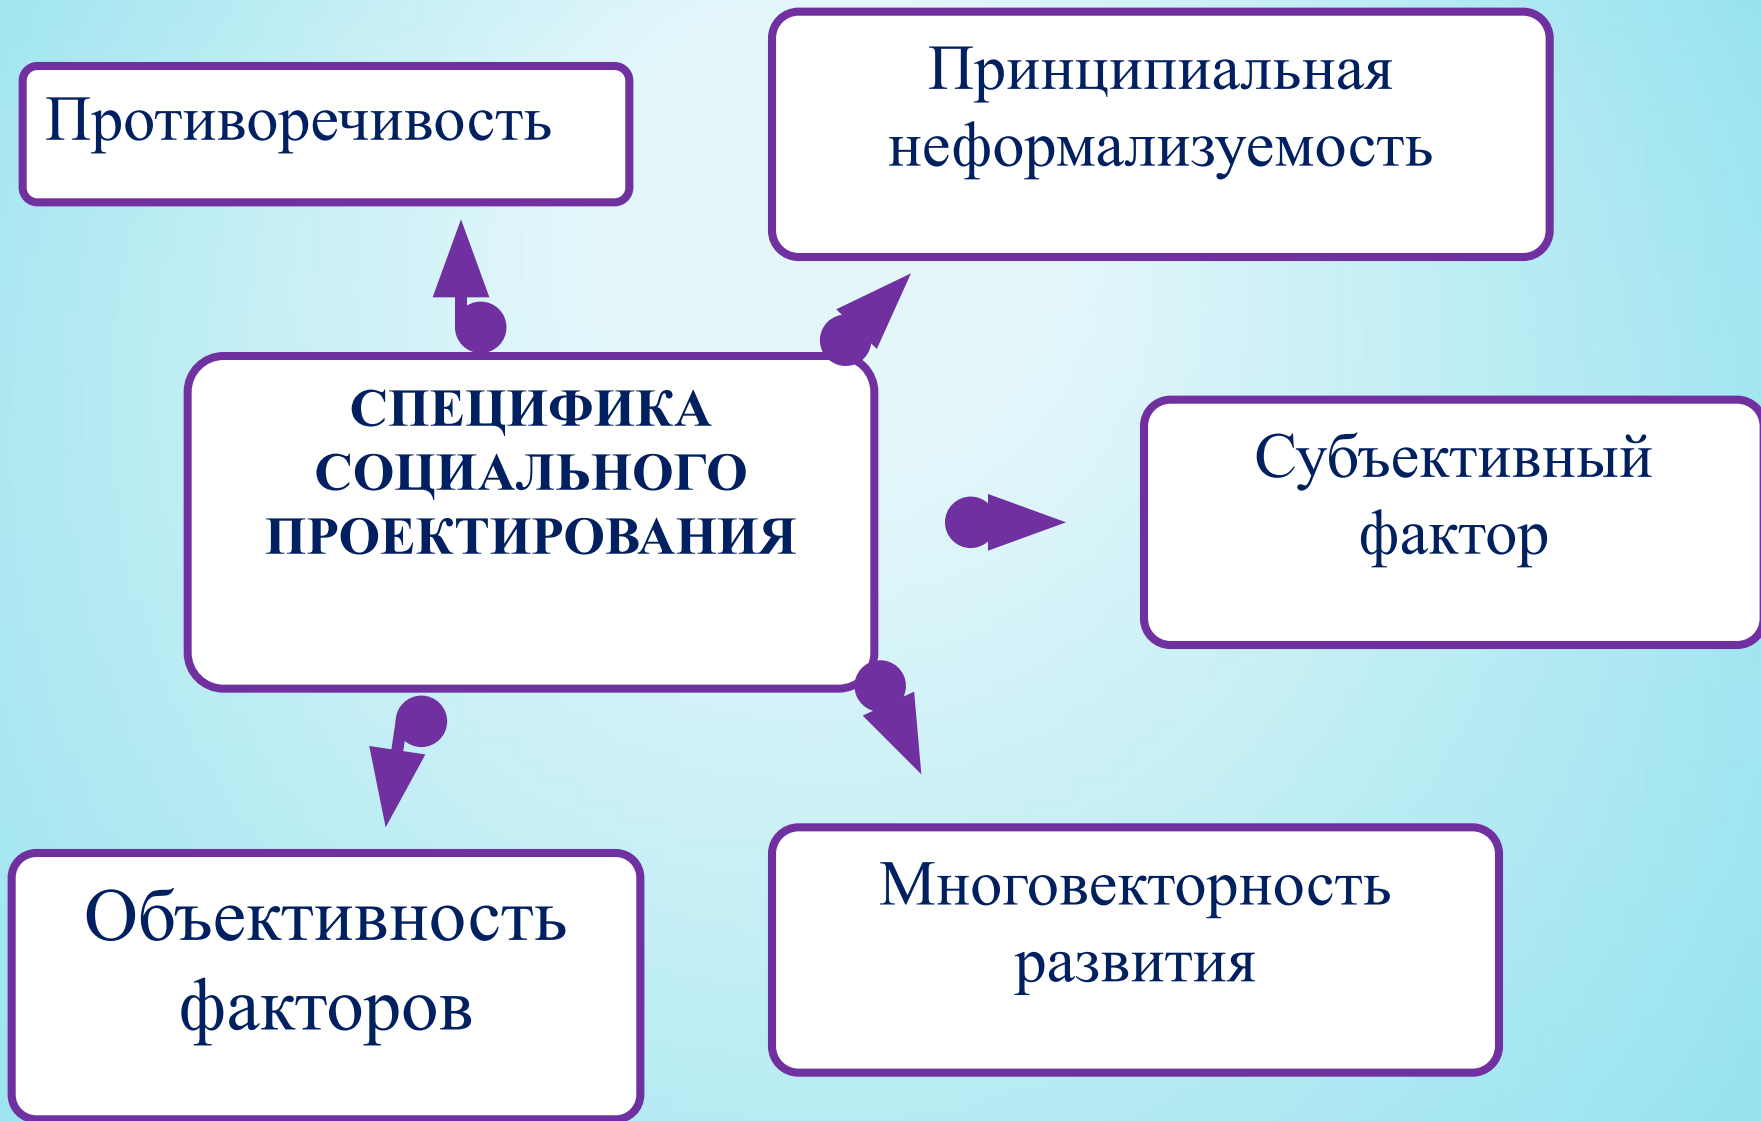 Противоречивость
Принципиальная
неформализуемость
СПЕЦИФИКА
СОЦИАЛЬНОГО
ПРОЕКТИРОВАНИЯ
Субъективный
фактор
Объективность
факторов
Многовекторность
развития